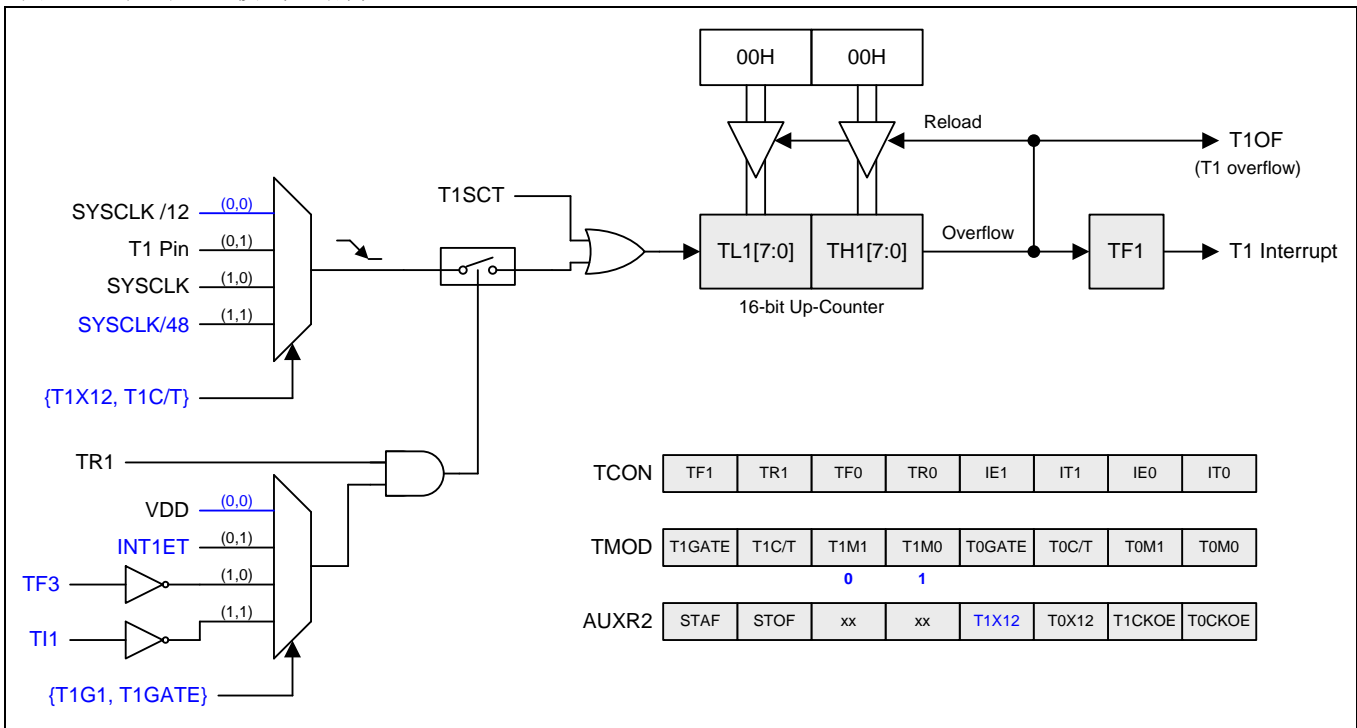 00H 00H
Reload
T1OF
(T1 overflow)
T1SCT
SYSCLK /12 (0,0)
T1 Pin (0,1)
SYSCLK (1,0)
SYSCLK/48 (1,1)
{T1X12, T1C/T}
TL1[7:0] TH1[7:0]
Overflow
TF1
T1 Interrupt
16-bit Up-Counter
TR1
VDD (0,0)
INT1ET (0,1)
TF3 (1,0)
TI1 (1,1)
{T1G1, T1GATE}
TCON TF1 TR1 TF0 TR0 IE1 IT1 IE0 IT0
TMOD T1GATE T1C/T T1M1 T1M0 T0GATE T0C/T T0M1 T0M0
0 1
AUXR2 STAF STOF xx xx T1X12 T0X12 T1CKOE T0CKOE